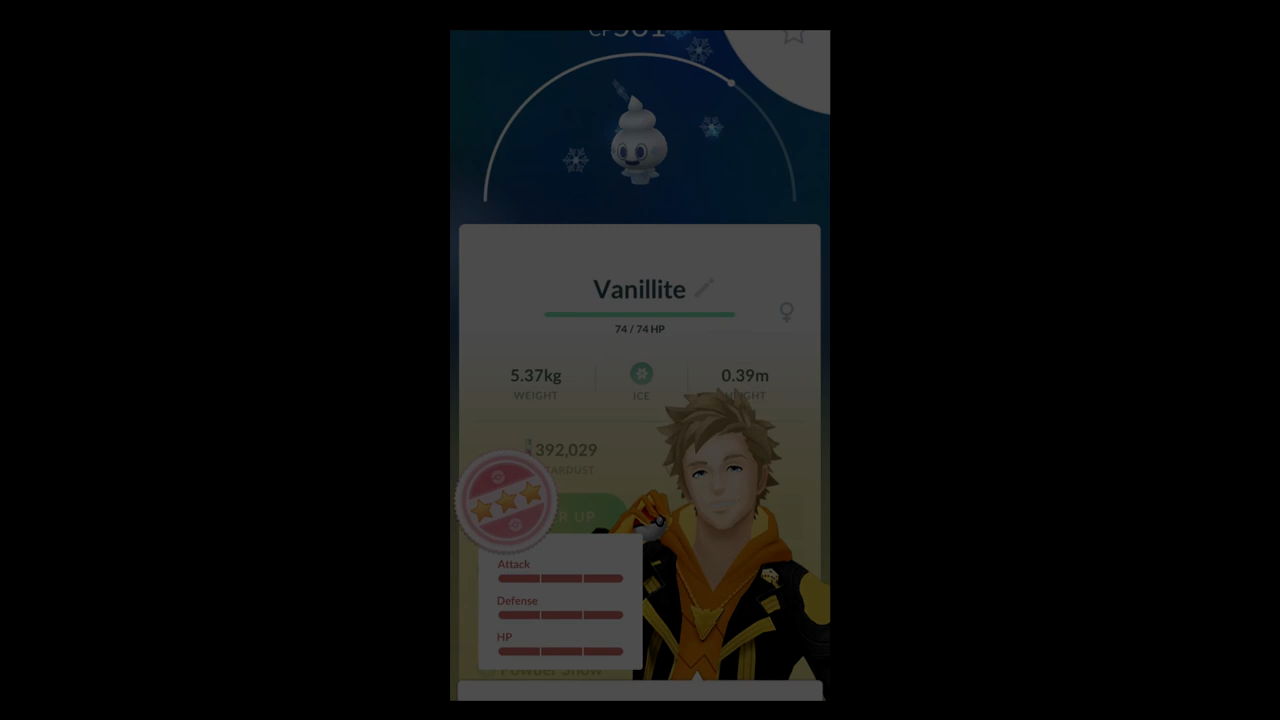 Vanillite
74 / 74 HP
5.37kg
WEIGHT
ICE
0.39m
392,029
Attack
Defense
HP
Powder Snow